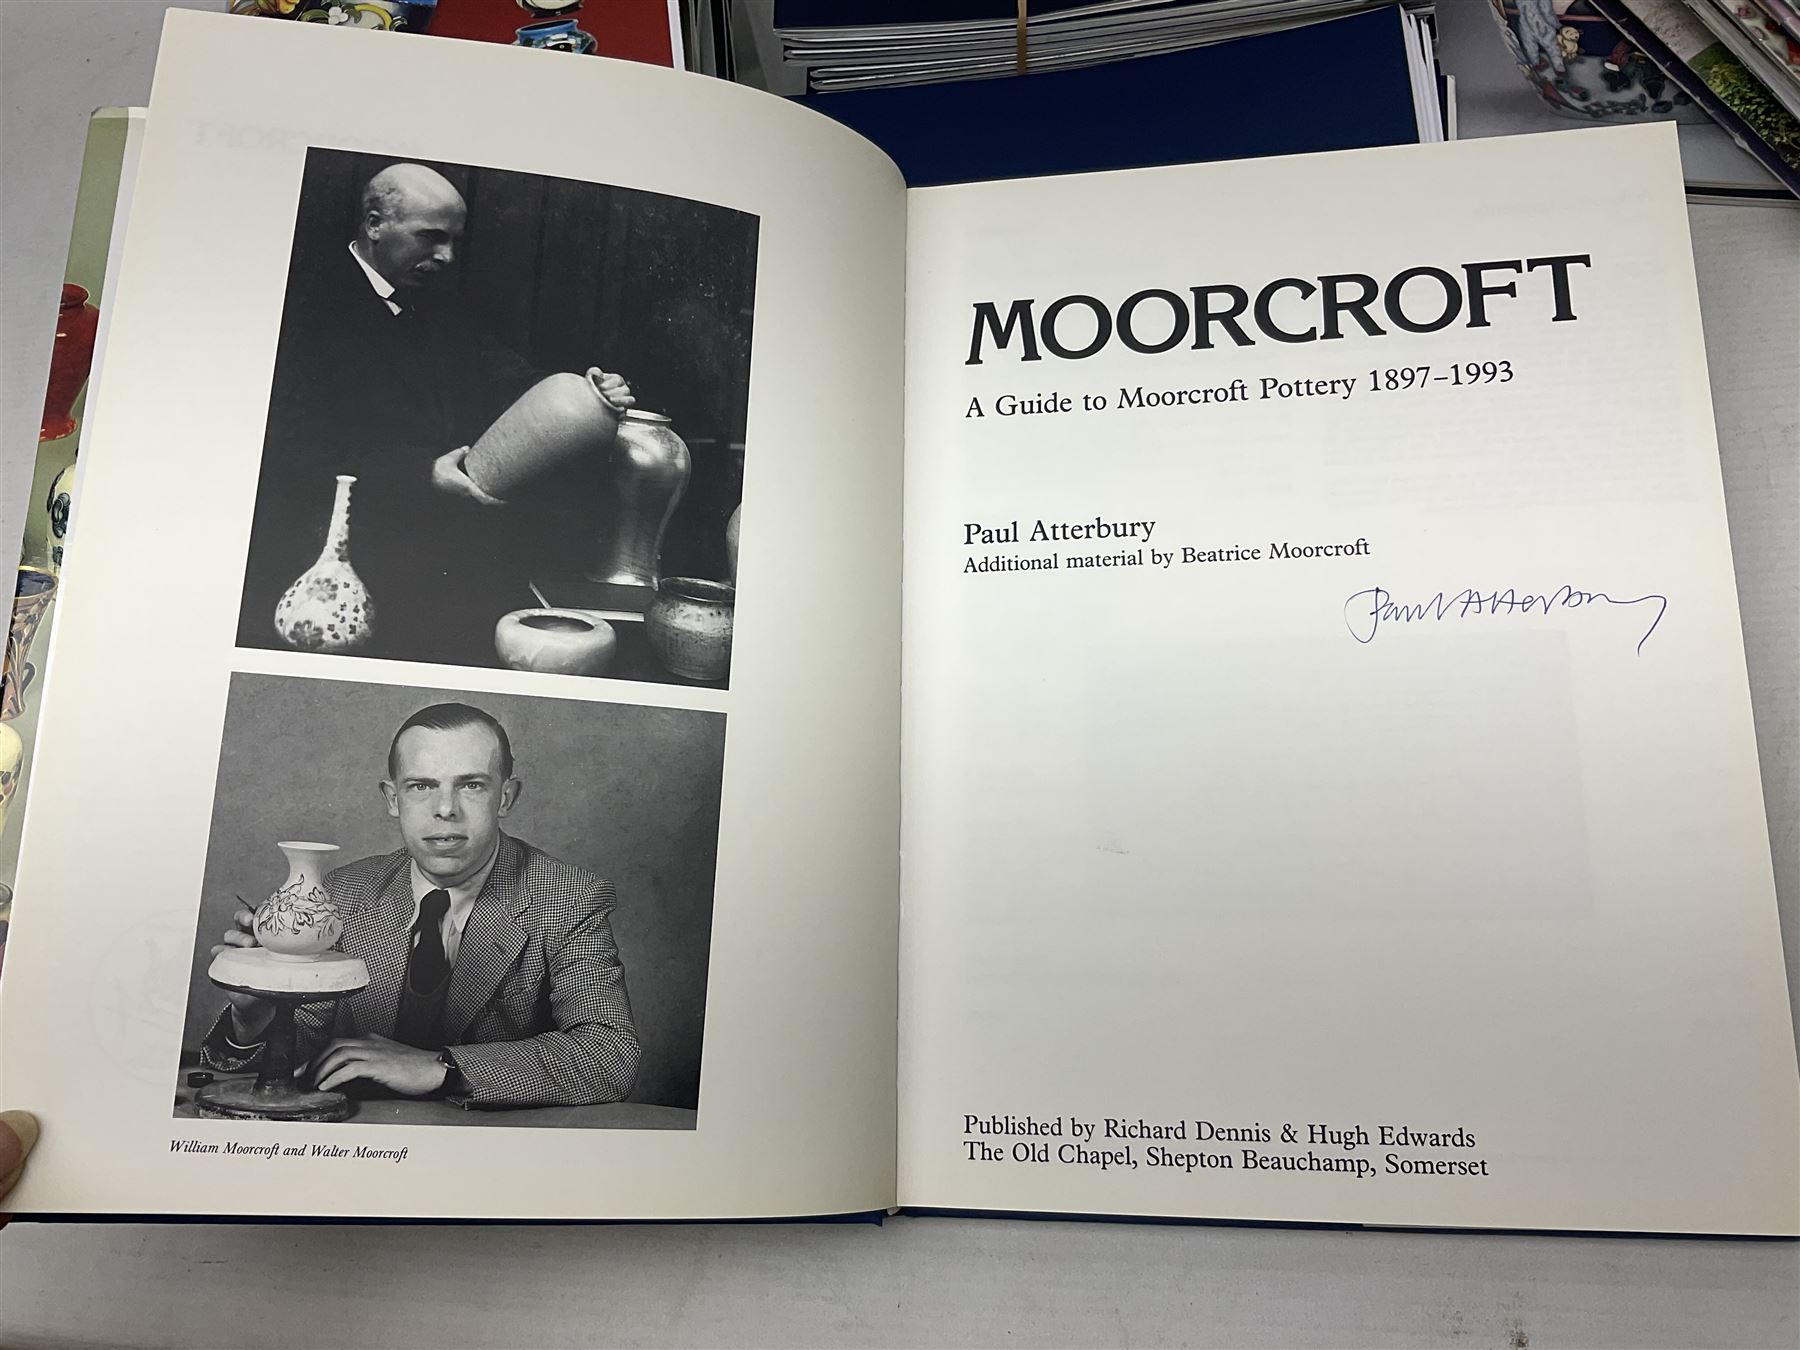 William Moorcroft and Walter Moorcroft
MOORCROFT
A Guide to Moorcroft Pottery 1897–1993
Paul Atterbury
Additional material by Beatrice Moorcroft
Paul Atterbury
Published by Richard Dennis & Hugh Edwards
The Old Chapel, Shepton Beauchamp, Somerset